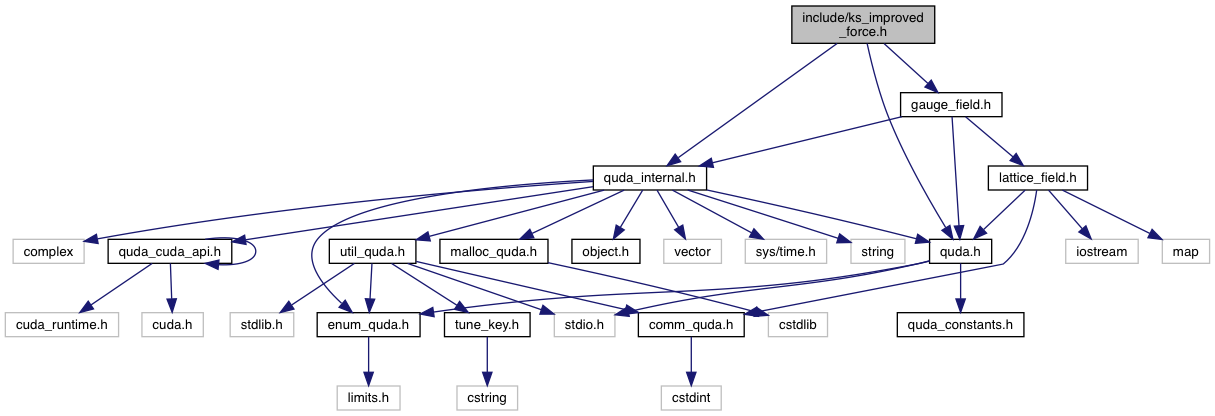 include/ks_improved
_force.h
gauge_field.h
quda_internal.h
lattice_field.h
complex
quda_cuda_api.h
util_quda.h
malloc_quda.h
object.h
vector
sys/time.h
string
quda.h
iostream
map
cuda_runtime.h
cuda.h
stdlib.h
enum_quda.h
tune_key.h
stdio.h
comm_quda.h
cstdlib
quda_constants.h
limits.h
cstring
cstdint